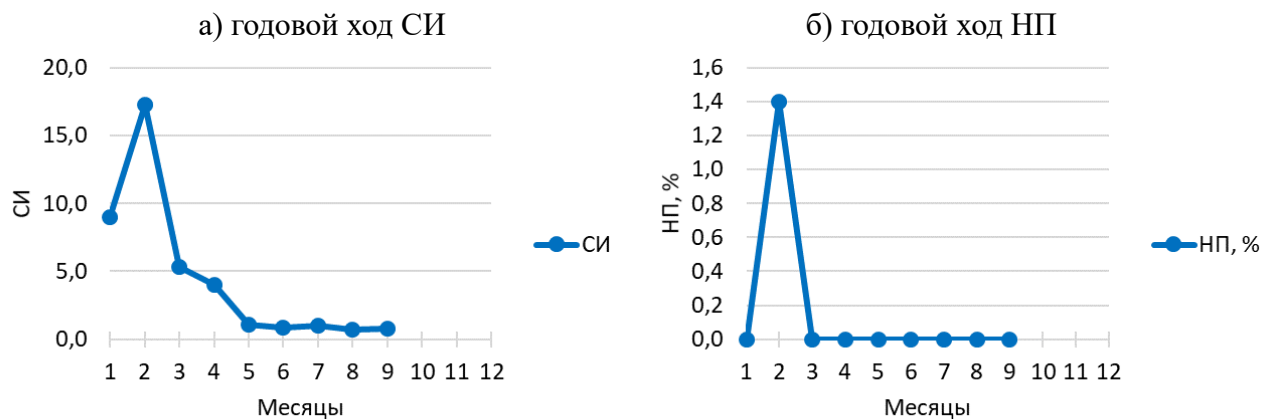 а) годовой ход СИ
20,0
15,0
10,0
5,0
0,0
СИ
1 2 3 4 5 6 7 8 9 10 11 12
Месяцы
СИ
б) годовой ход НП
1,6
1,4
1,2
1,0
0,8
0,6
0,4
0,2
0,0
НП, %
1 2 3 4 5 6 7 8 9 10 11 12
Месяцы
НП, %